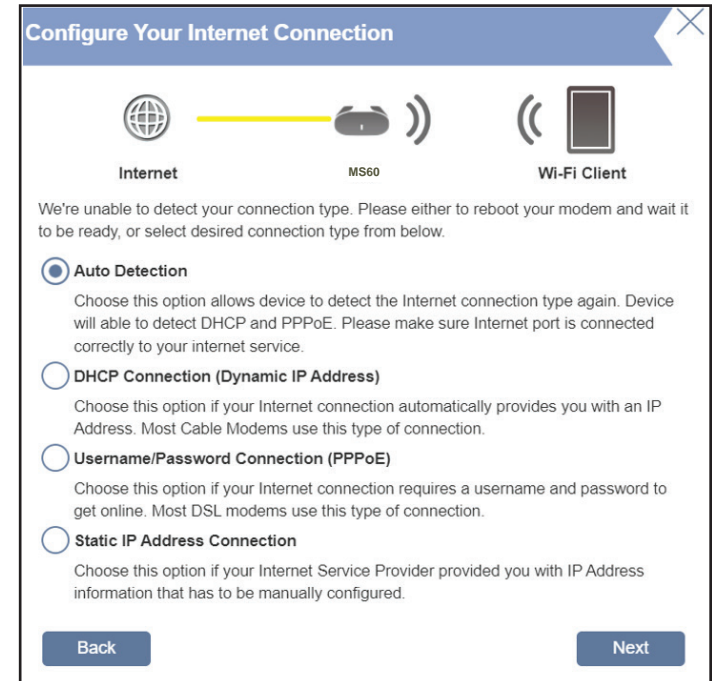 Configure Your Internet Connection
Internet
MS60
Wi-Fi Client
We're unable to detect your connection type. Please either to reboot your modem and wait it
to be ready, or select desired connection type from below.
Auto Detection
Choose this option allows device to detect the Internet connection type again. Device
will able to detect DHCP and PPPoE. Please make sure Internet port is connected
correctly to your internet service.
DHCP Connection (Dynamic IP Address)
Choose this option if your Internet connection automatically provides you with an IP
Address. Most Cable Modems use this type of connection.
Username/Password Connection (PPPoE)
Choose this option if your Internet connection requires a username and password to
get online. Most DSL modems use this type of connection.
Static IP Address Connection
Choose this option if your Internet Service Provider provided you with IP Address
information that has to be manually configured.
Back
Next